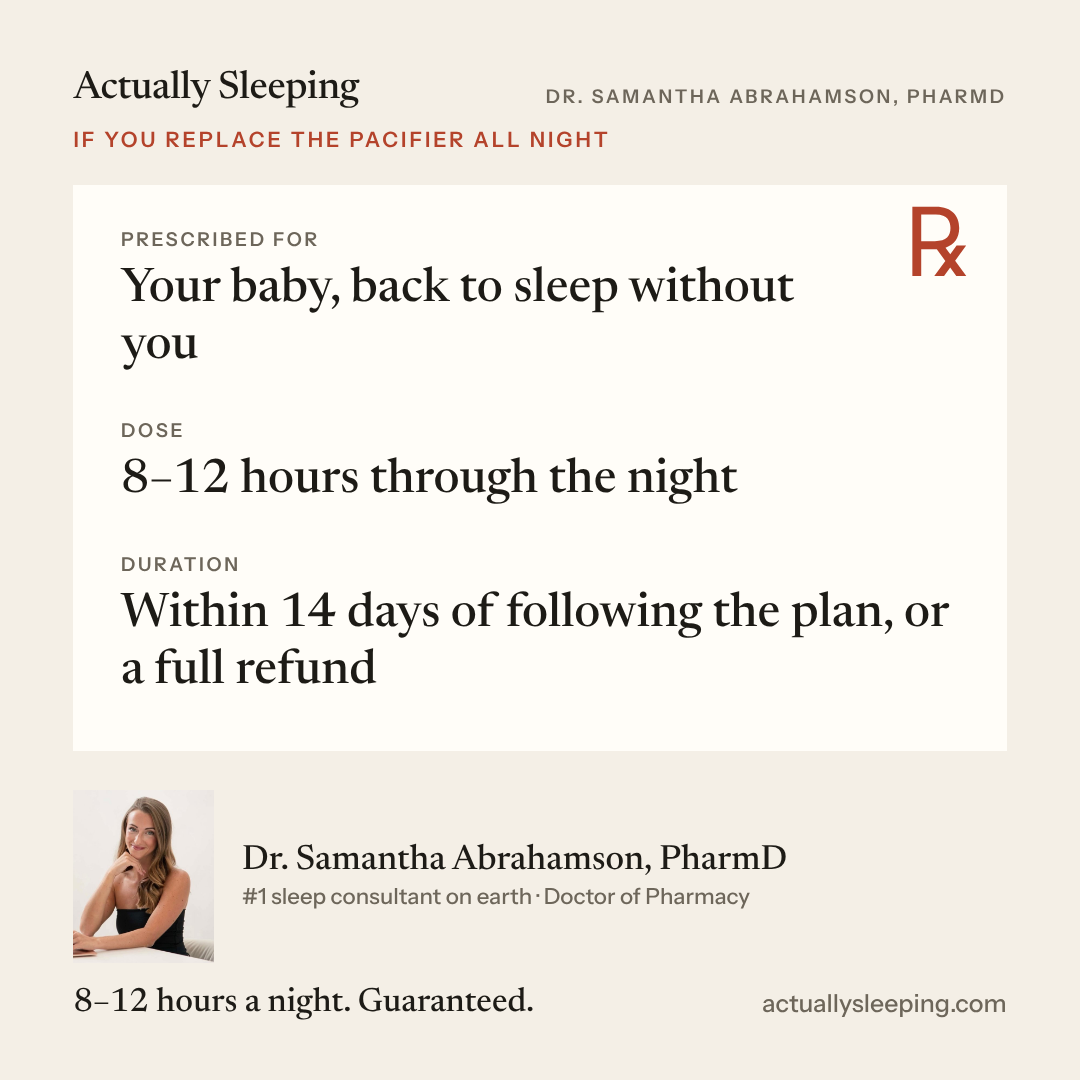 Actually Sleeping
DR. SAMANTHA ABRAHAMSON, PHARMD
IF YOU REPLACE THE PACIFIER ALL NIGHT
Rx
PRESCRIBED FOR
Your baby, back to sleep without
you
DOSE
8–12 hours through the night
DURATION
Within 14 days of following the plan, or
a full refund
Dr. Samantha Abrahamson, PharmD
#1 sleep consultant on earth · Doctor of Pharmacy
8–12 hours a night. Guaranteed.
actuallysleeping.com